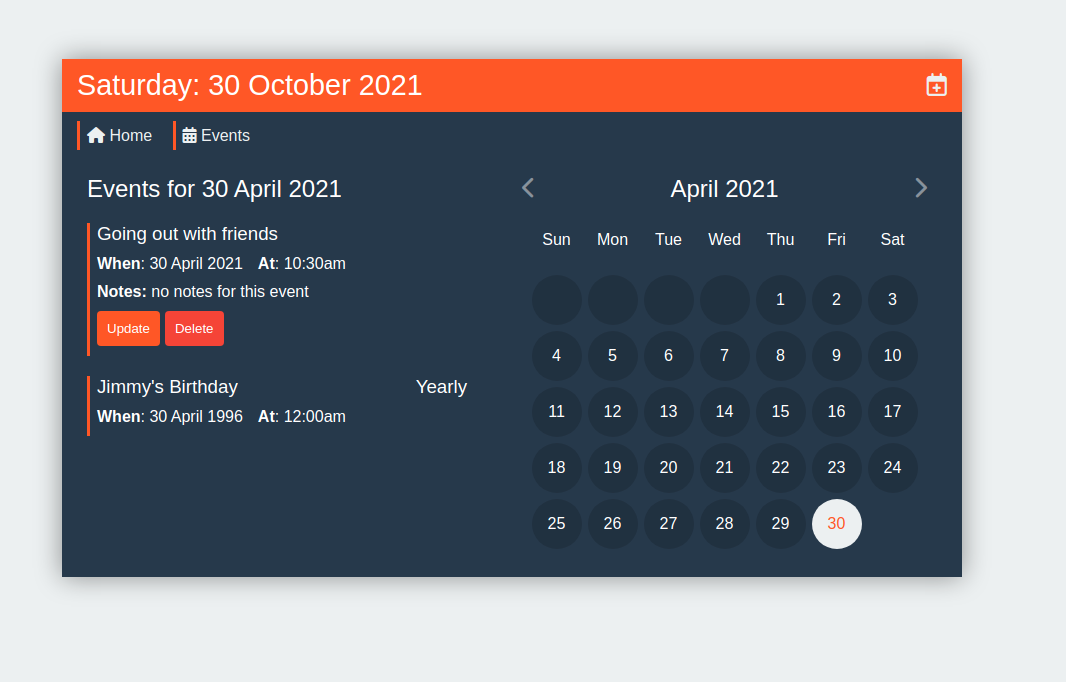 Saturday: 30 October 2021
Home Events
Events for 30 April 2021
Going out with friends
When: 30 April 2021 At: 10:30am
Notes: no notes for this event
Update Delete
Jimmy's Birthday Yearly
When: 30 April 1996 At: 12:00am
April 2021
Sun Mon Tue Wed Thu Fri Sat
1 2 3
4 5 6 7 8 9 10
11 12 13 14 15 16 17
18 19 20 21 22 23 24
25 26 27 28 29 30